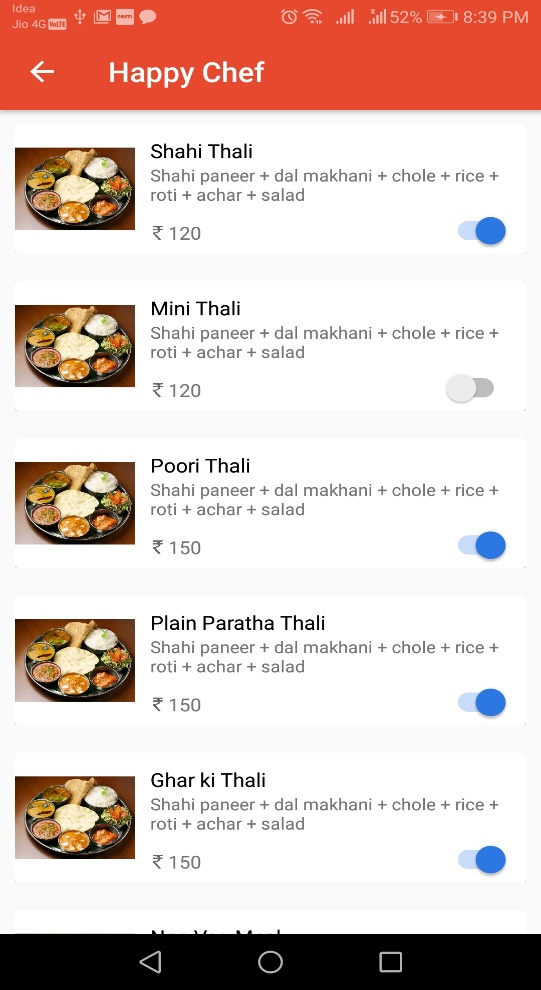 Idea
Jio 4G VoLTE
52% 8:39 PM
Happy Chef
Shahi Thali
Shahi paneer + dal makhani + chole + rice +
roti + achar + salad
₹ 120
Mini Thali
Shahi paneer + dal makhani + chole + rice +
roti + achar + salad
₹ 120
Poori Thali
Shahi paneer + dal makhani + chole + rice +
roti + achar + salad
₹ 150
Plain Paratha Thali
Shahi paneer + dal makhani + chole + rice +
roti + achar + salad
₹ 150
Ghar ki Thali
Shahi paneer + dal makhani + chole + rice +
roti + achar + salad
₹ 150